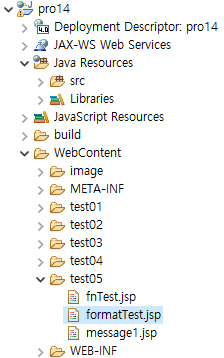 pro14
Deployment Descriptor: pro14
JAX-WS Web Services
Java Resources
src
Libraries
JavaScript Resources
build
WebContent
image
META-INF
test01
test02
test03
test04
test05
fnTest.jsp
formatTest.jsp
message1.jsp
WEB-INF